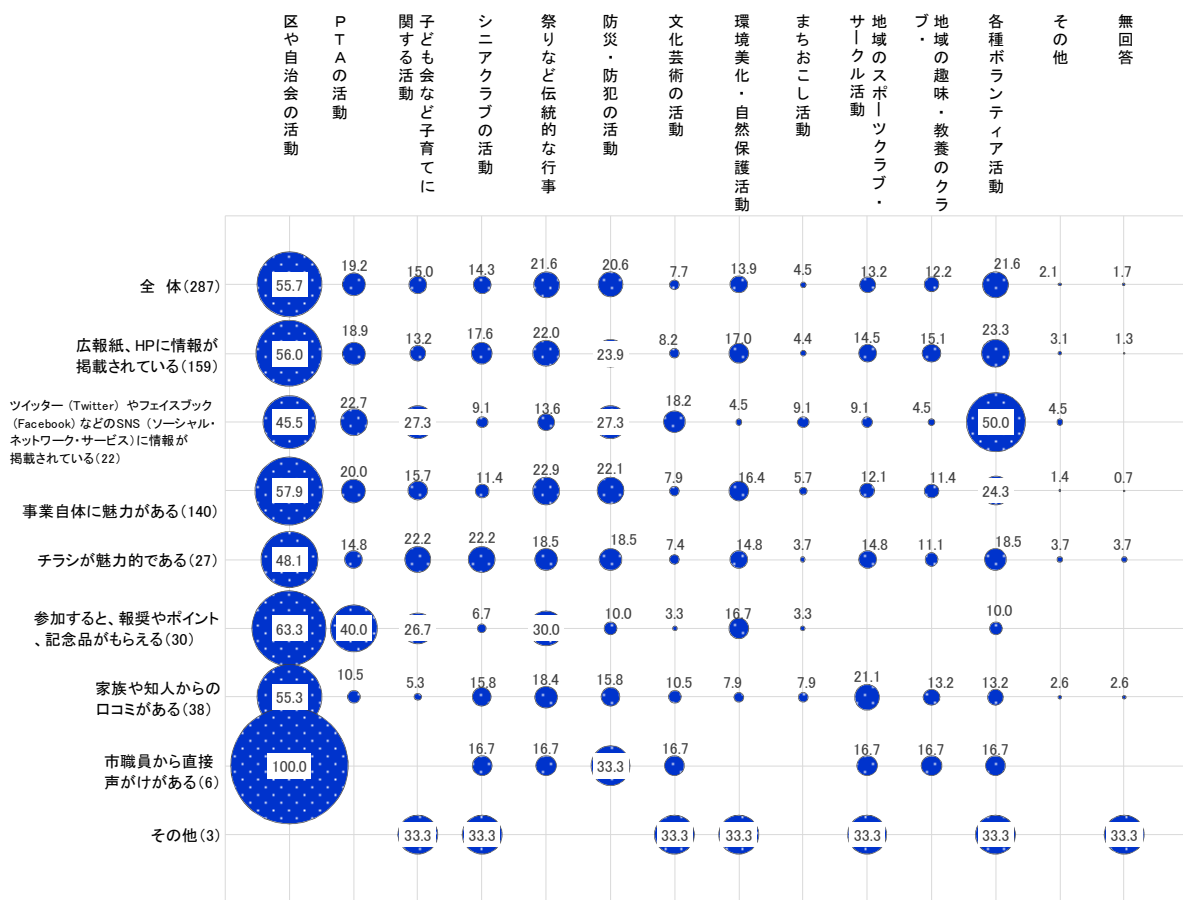 区や自治会の活動
PTAの活動
子ども会など子育てに
関する活動
シニアクラブの活動
祭りなど伝統的な行事
防災・防犯の活動
文化芸術の活動
環境美化・自然保護活動
まちおこし活動
地域のスポーツクラブ・
サークル活動
地域の趣味・教養のクラ
ブ・
各種ボランティア活動
その他
無回答
全 体(287)
55.7 19.2 15.0 14.3 21.6 20.6 7.7 13.9 4.5 13.2 12.2 21.6 2.1 1.7
広報紙、HPに情報が
掲載されている(159)
56.0 18.9 13.2 17.6 22.0 23.9 8.2 17.0 4.4 14.5 15.1 23.3 3.1 1.3
ツイッター (Twitter) やフェイスブック
(Facebook) などのSNS (ソーシャル・
ネットワーク・サービス)に情報が
掲載されている(22)
45.5 22.7 27.3 9.1 13.6 27.3 18.2 4.5 9.1 9.1 4.5 50.0 4.5
事業自体に魅力がある(140)
57.9 20.0 15.7 11.4 22.9 22.1 7.9 16.4 5.7 12.1 11.4 24.3 1.4 0.7
チラシが魅力的である(27)
48.1 14.8 22.2 22.2 18.5 18.5 7.4 14.8 3.7 14.8 11.1 18.5 3.7 3.7
参加すると、報奨やポイント
、記念品がもらえる(30)
63.3 40.0 26.7 6.7 30.0 10.0 3.3 16.7 3.3 10.0
家族や知人からの
口コミがある(38)
55.3 10.5 5.3 15.8 18.4 15.8 10.5 7.9 7.9 21.1 13.2 13.2 2.6 2.6
市職員から直接
声がけがある(6)
100.0 16.7 16.7 33.3 16.7 16.7 16.7 16.7
その他(3)
33.3 33.3 33.3 33.3 33.3 33.3 33.3